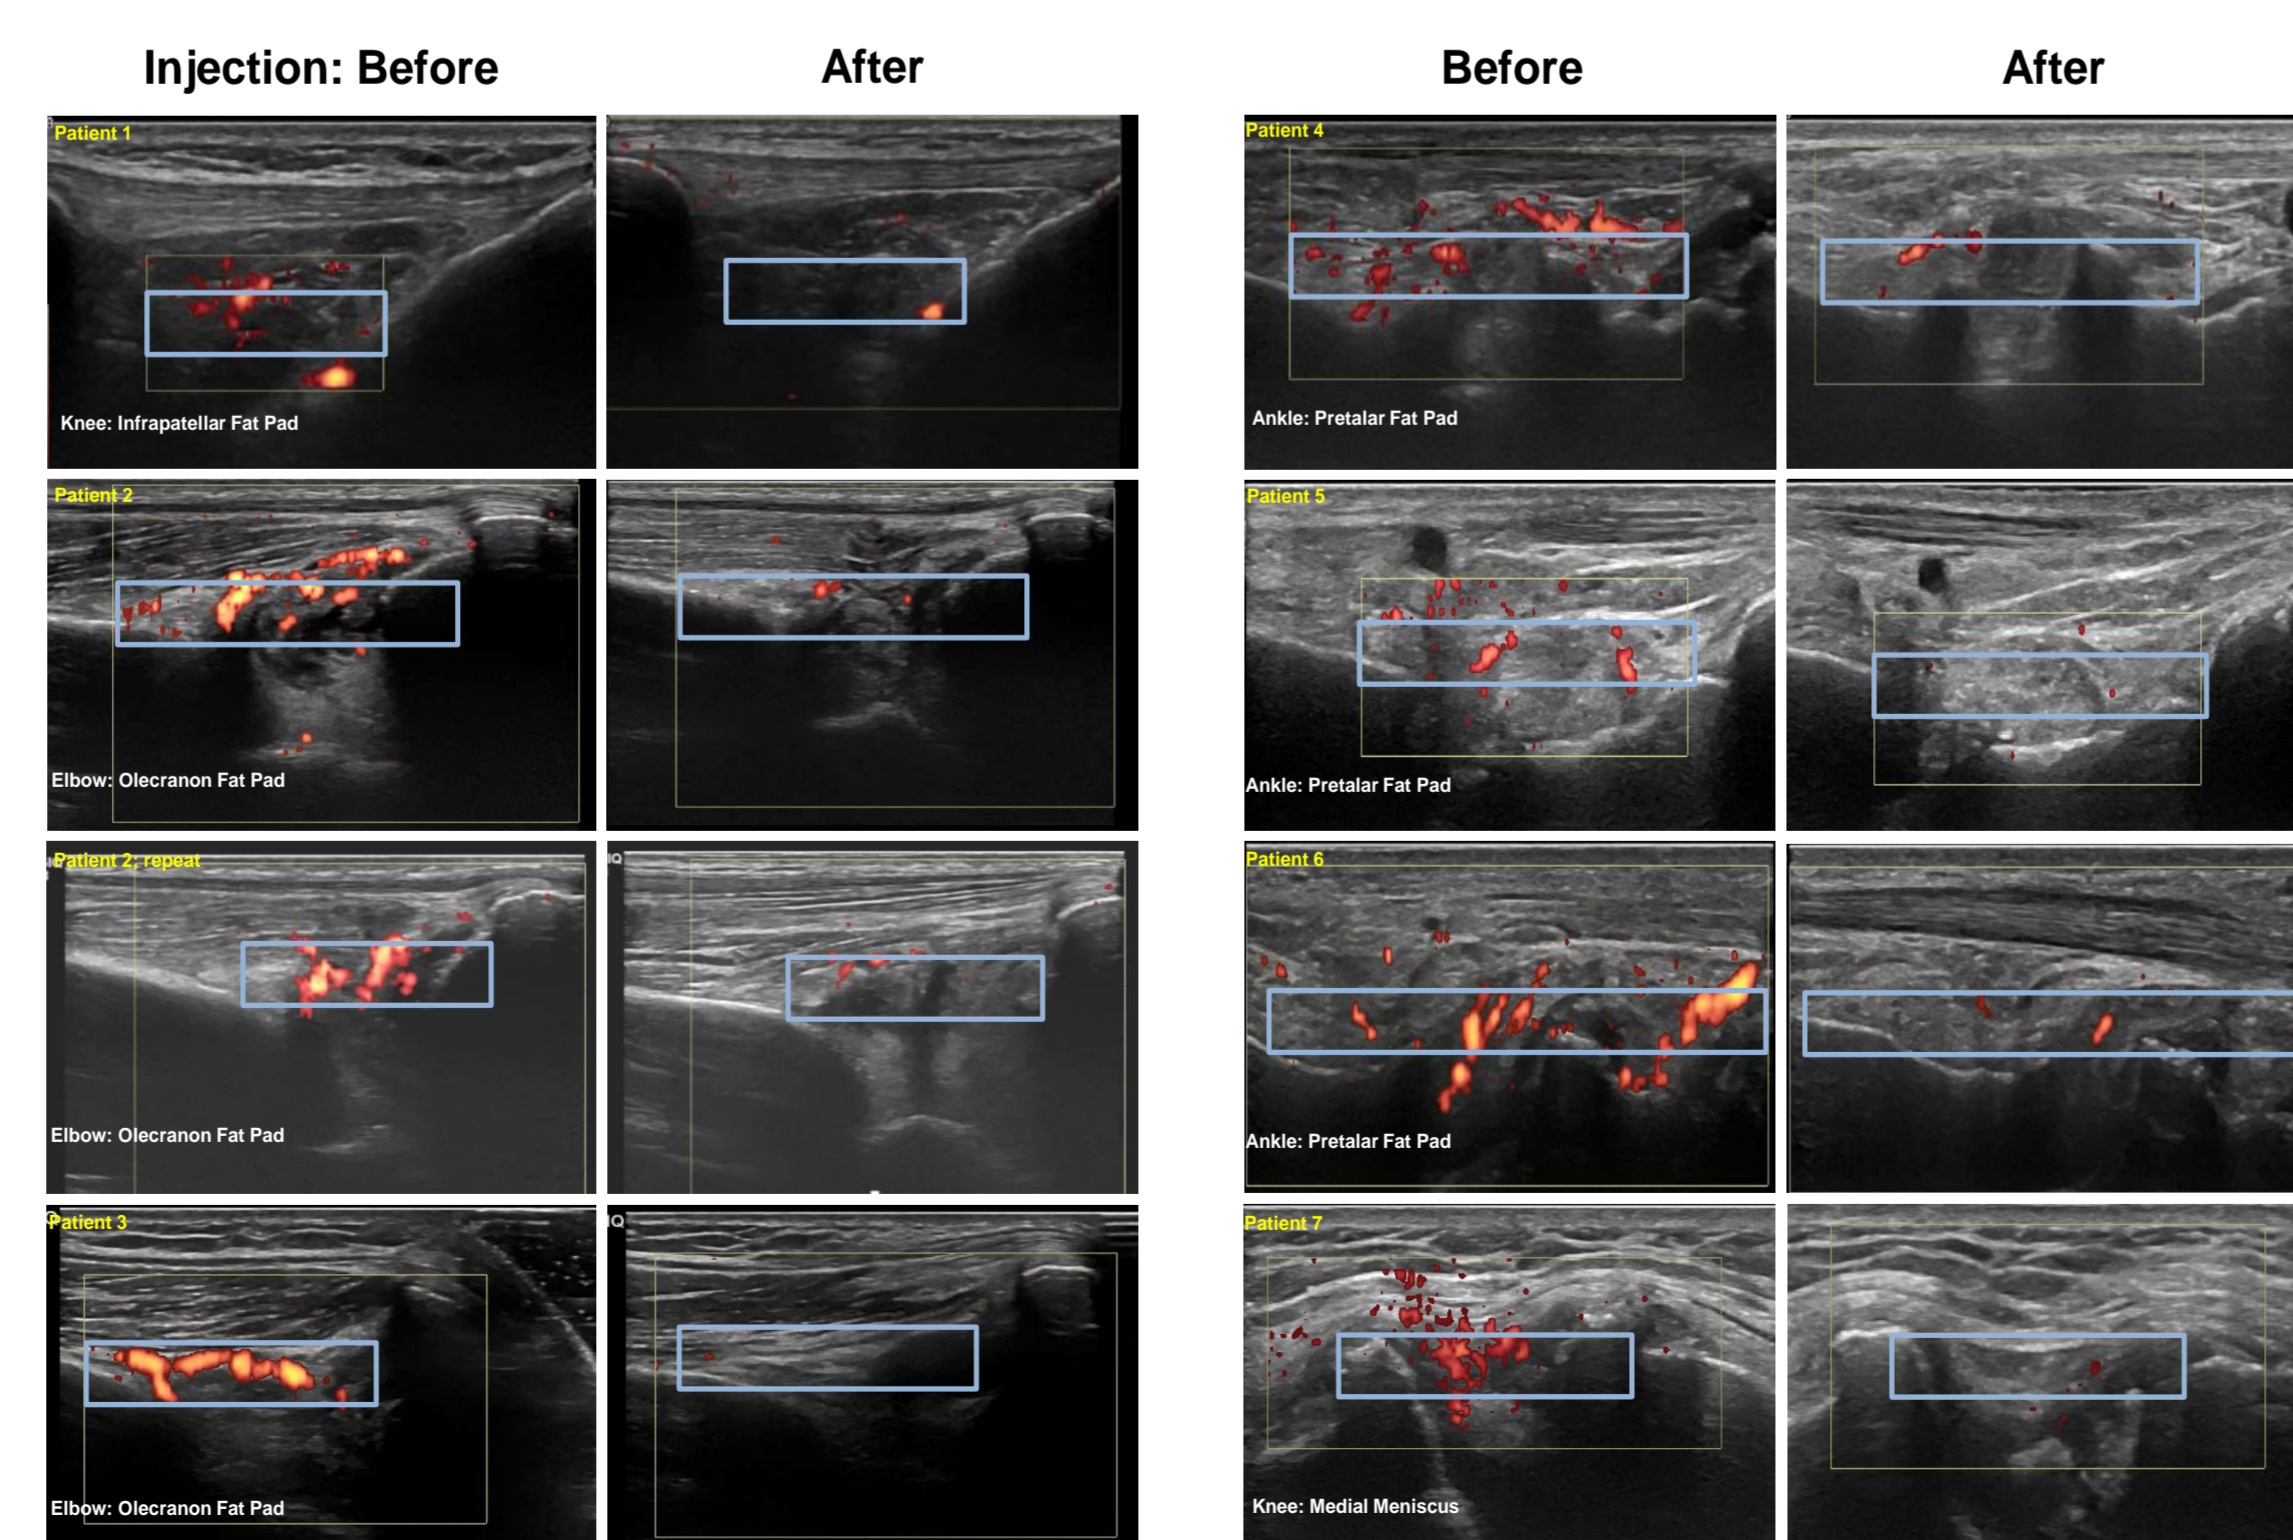 Injection: Before
After
Before
After
Patient 1
Knee: Infrapatellar Fat Pad
Patient 4
Ankle: Pretalar Fat Pad
Patient 2
Elbow: Olecranon Fat Pad
Patient 5
Ankle: Pretalar Fat Pad
Patient 2; repeat
Elbow: Olecranon Fat Pad
IQ
Patient 6
Ankle: Pretalar Fat Pad
Patient 3
Elbow: Olecranon Fat Pad
IQ
Patient 7
Knee: Medial Meniscus